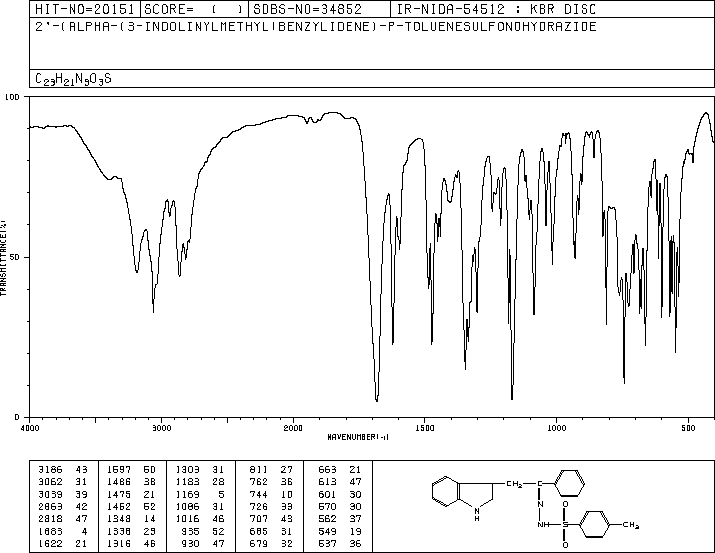 HIT-NO=20151 SCORE= ( ) SDBS-NO=34852 IR-NIDA-54512 : KBR DISC
2'-(ALPHA-(3-INDOLINYLMETHYL)BENZYLIDENE)-P-TOLUENESULFONOHYDRAZIDE
C23H21N3O3S
100
TRANSMITTANCE(%)
50
0
4000 3000 2000 1500 1000 500
WAVENUMBER(-1)
3186 43 1597 50 1303 31 811 27 663 21
3062 31 1486 38 1183 28 762 36 613 47
3039 39 1475 21 1169 5 744 10 601 30
2863 42 1452 52 1086 31 726 33 570 30
2818 47 1348 14 1016 46 707 43 562 37
1683 4 1338 29 935 52 685 31 549 19
1622 21 1316 46 930 47 679 32 537 36
CH2 C
N
H
N
NH S CH3
O
O